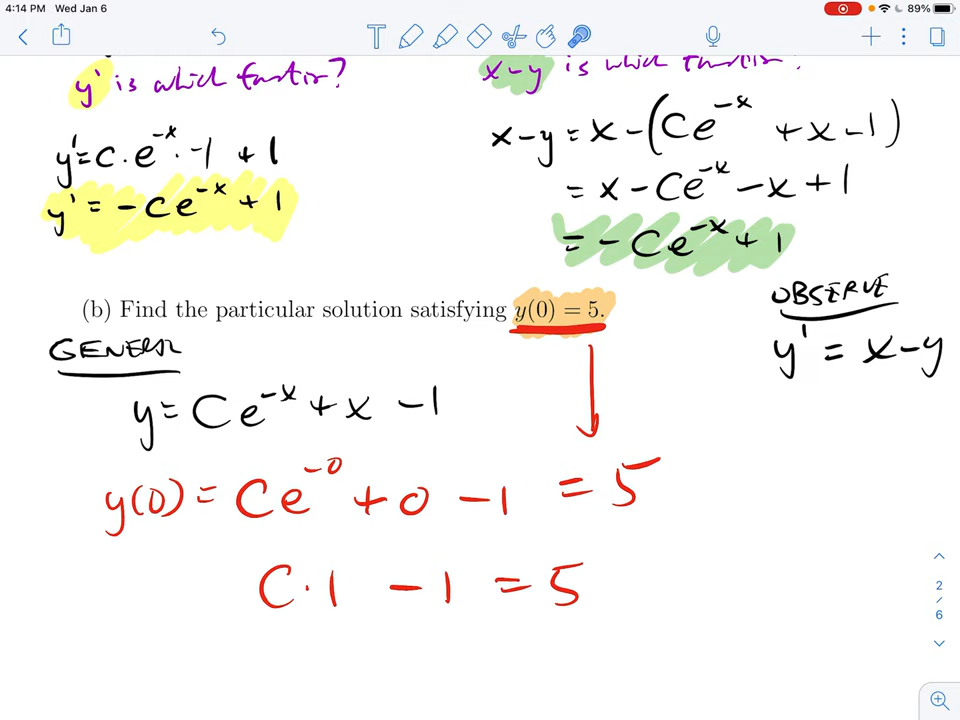 4:14 PM Wed Jan 6
89%
y' is which function?
y' = C · e^-x · -1 + 1
y' = -Ce^-x + 1
x-y is which function?
x-y = x - (Ce^-x + x - 1)
= x - Ce^-x - x + 1
= -Ce^-x + 1
(b) Find the particular solution satisfying y(0) = 5.
OBSERVE
y' = x-y
GENERAL
y = Ce^-x + x - 1
y(0) = Ce^-0 + 0 - 1 = 5
C · 1 - 1 = 5
2
/
6